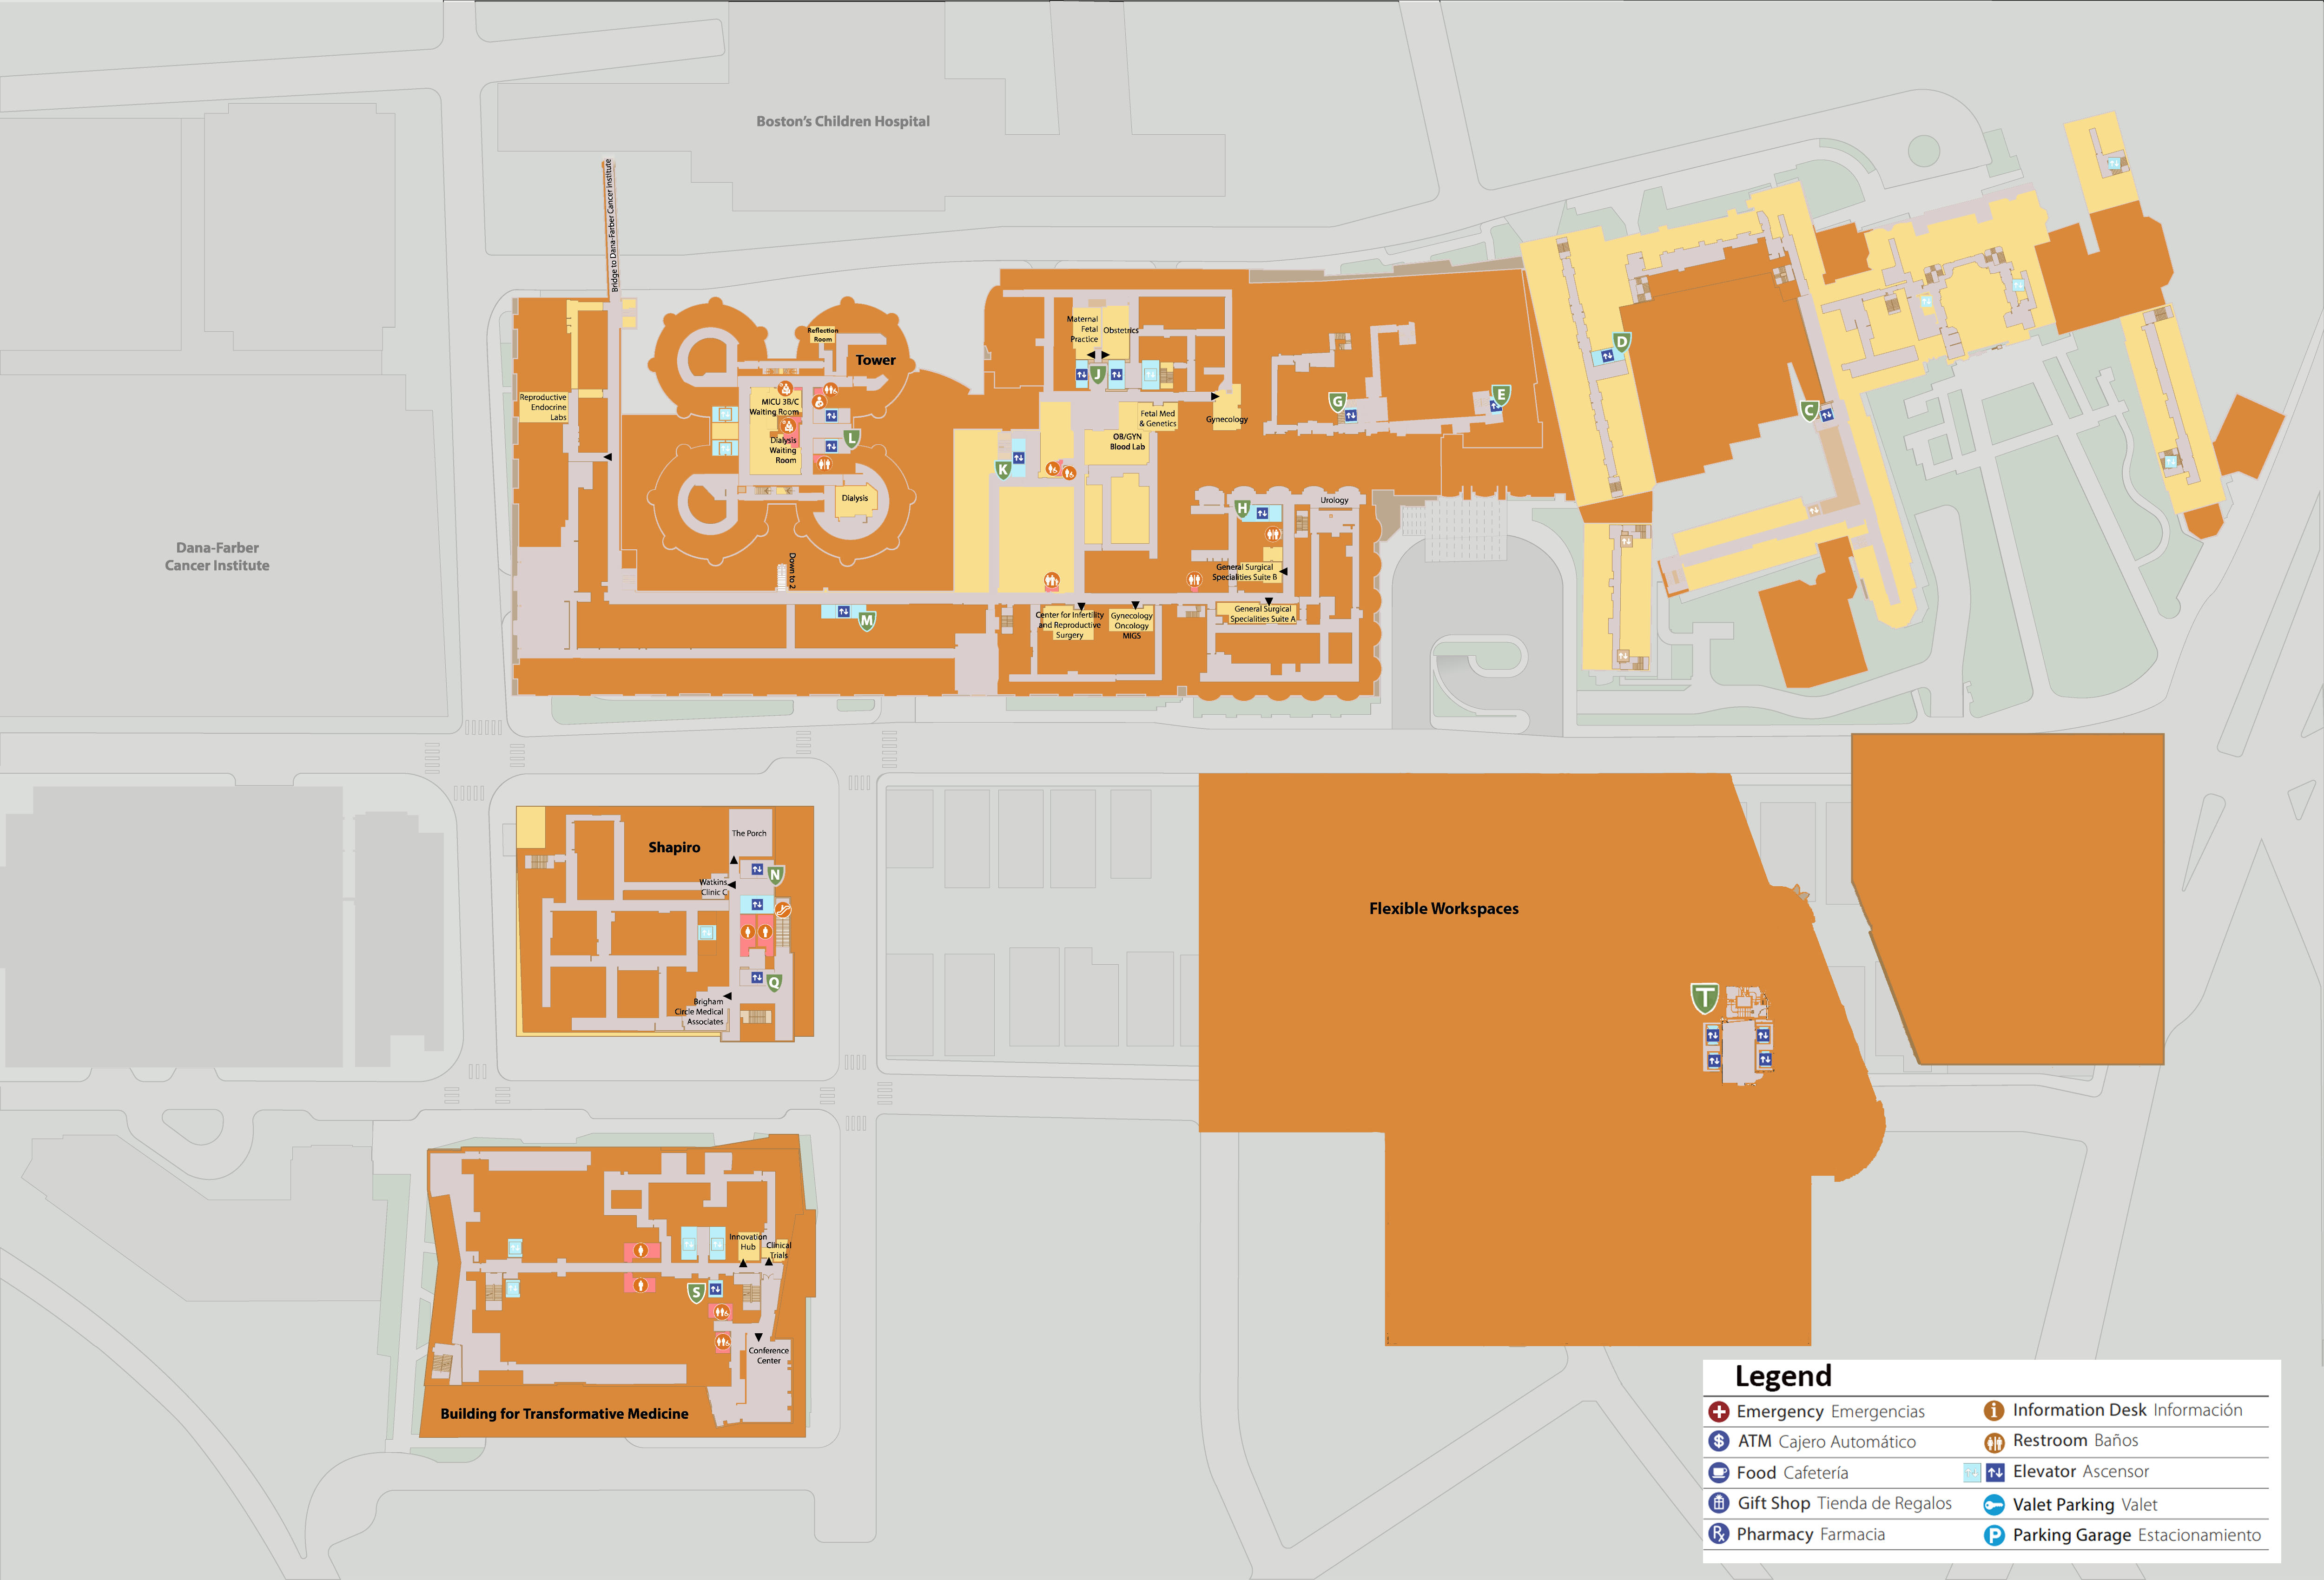 Boston's Children Hospital
Bridge to Dana-Farber Cancer Institute
Reflection
Room
Tower
Maternal
Fetal
Practice
Obstetrics
J
Reproductive
Endocrine
Labs
MICU 3B/C
Waiting Room
Dialysis
Waiting
Room
L
Dialysis
Fetal Med
& Genetics
Gynecology
OB/GYN
Blood Lab
K
G
E
D
C
H
Urology
Down to 2
M
General Surgical
Specialities Suite B
General Surgical
Specialities Suite A
Center for Infertility
and Reproductive
Surgery
Gynecology
Oncology
MIGS
Dana-Farber
Cancer Institute
The Porch
Shapiro
N
Watkins
Clinic C
Q
Brigham
Circle Medical
Associates
Flexible Workspaces
T
Innovation
Hub
Clinical
Trials
S
Conference
Center
Building for Transformative Medicine
Legend
Emergency Emergencias
Information Desk Información
$ ATM Cajero Automático
Restroom Baños
Food Cafetería
Elevator Ascensor
Gift Shop Tienda de Regalos
Valet Parking Valet
Rx Pharmacy Farmacia
P Parking Garage Estacionamiento